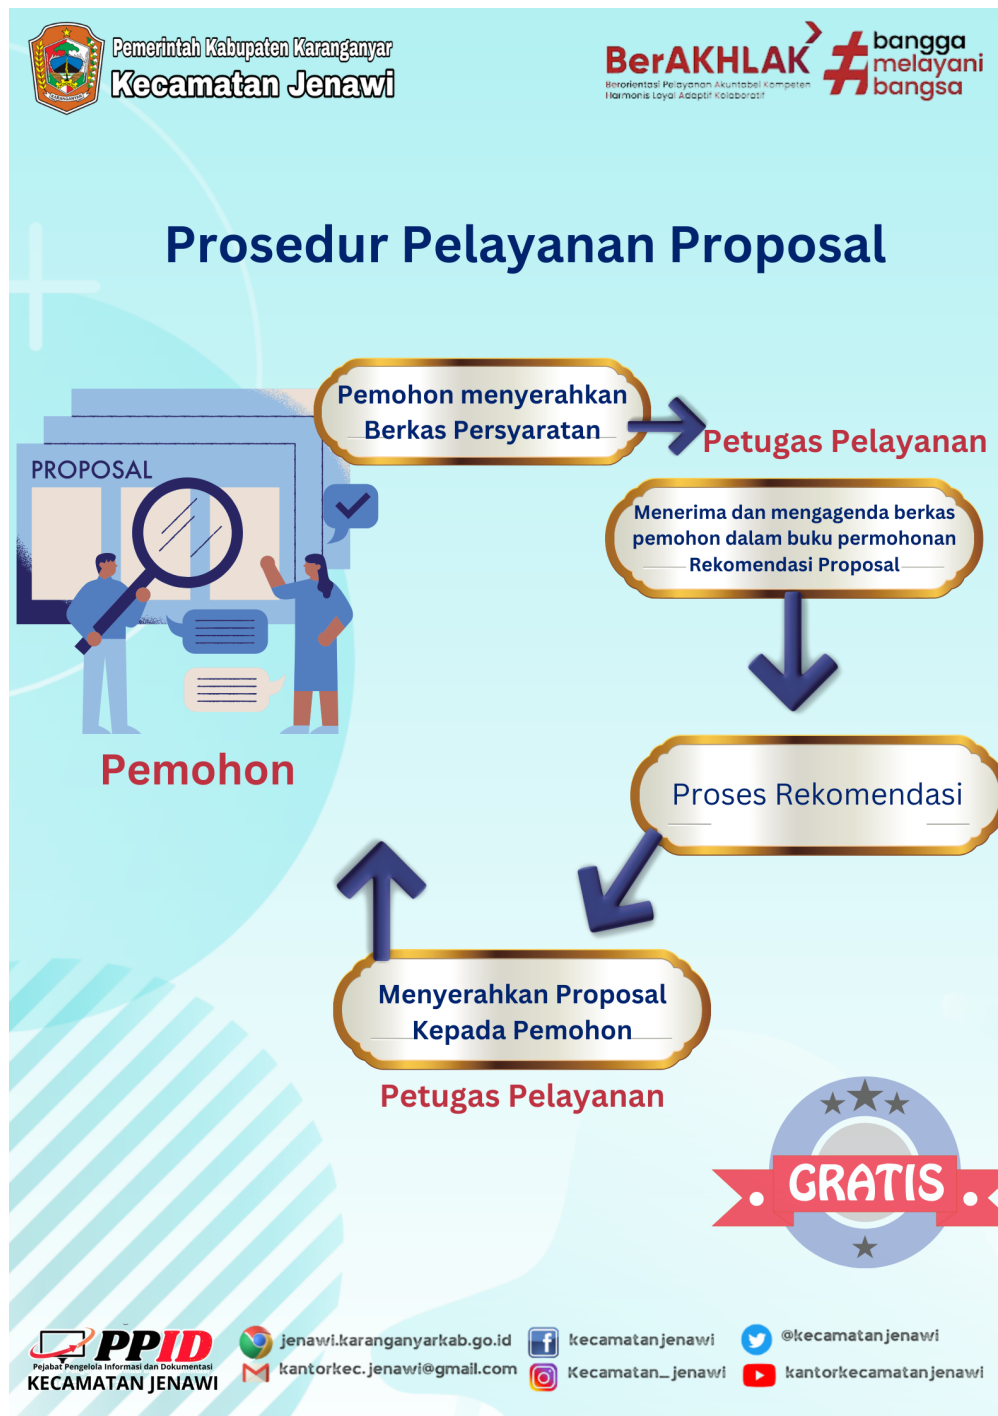 Pemerintah Kabupaten Karanganyar
Kecamatan Jenawi
KARANGANYAR
BerAKHLAK
Berorientasi Pelayanan Akuntabel Kompeten
Harmonis Loyal Adaptif Kolaboratif
#
bangga
melayani
bangsa
Prosedur Pelayanan Proposal
PROPOSAL
Pemohon
Pemohon menyerahkan
Berkas Persyaratan
Petugas Pelayanan
Menerima dan mengagenda berkas
pemohon dalam buku permohonan
Rekomendasi Proposal
Proses Rekomendasi
Menyerahkan Proposal
Kepada Pemohon
Petugas Pelayanan
GRATIS
PPID
Pejabat Pengelola Informasi dan Dokumentasi
KECAMATAN JENAWI
jenawi.karanganyarkab.go.id
kantorkec.jenawi@gmail.com
kecamatanjenawi
Kecamatan_jenawi
@kecamatanjenawi
kantorkecamatanjenawi